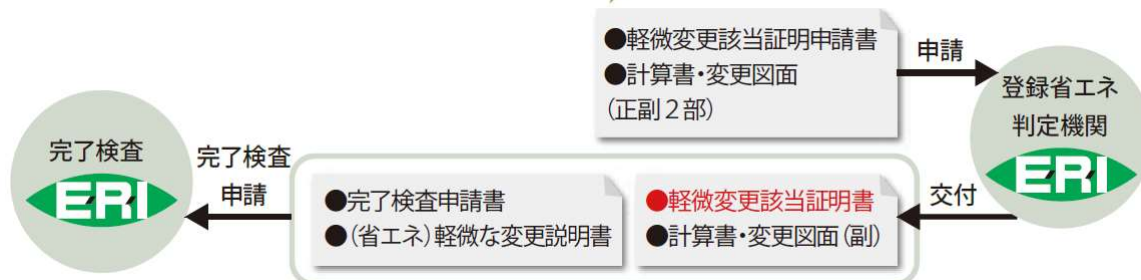 ●軽微変更該当証明申請書
●計算書・変更図面
(正副2部)
申請
登録省エネ
判定機関
ERI
完了検査
ERI
完了検査
申請
●完了検査申請書
●(省エネ)軽微な変更説明書
●軽微変更該当証明書
●計算書・変更図面(副)
交付